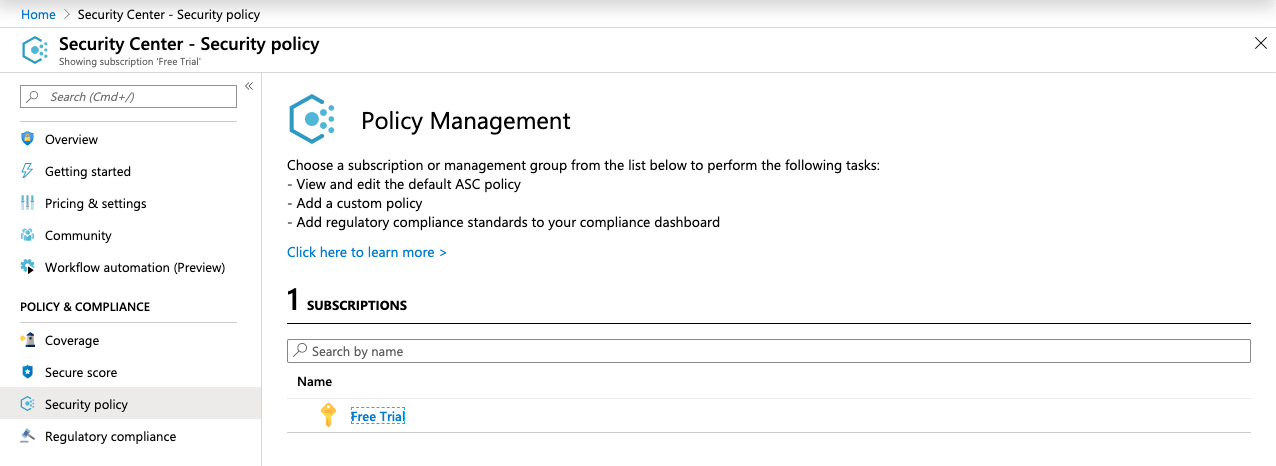 Home > Security Center - Security policy
Security Center - Security policy
Showing subscription 'Free Trial'
Search (Cmd+/)
Overview
Getting started
Pricing & settings
Community
Workflow automation (Preview)
POLICY & COMPLIANCE
Coverage
Secure score
Security policy
Regulatory compliance
Policy Management
Choose a subscription or management group from the list below to perform the following tasks:
- View and edit the default ASC policy
- Add a custom policy
- Add regulatory compliance standards to your compliance dashboard
Click here to learn more >
1 SUBSCRIPTIONS
Search by name
Name
Free Trial